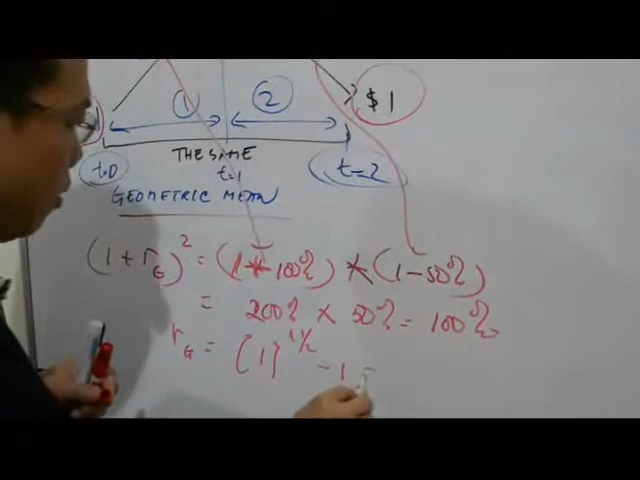 1 2 $1
THE SAME
t=0 t=1 t=2
GEOMETRIC MEAN
(1 + rG)² = (1 + 100%) × (1 - 50%)
= 200% × 50% = 100%
rG = (1)^1/2 - 1 =